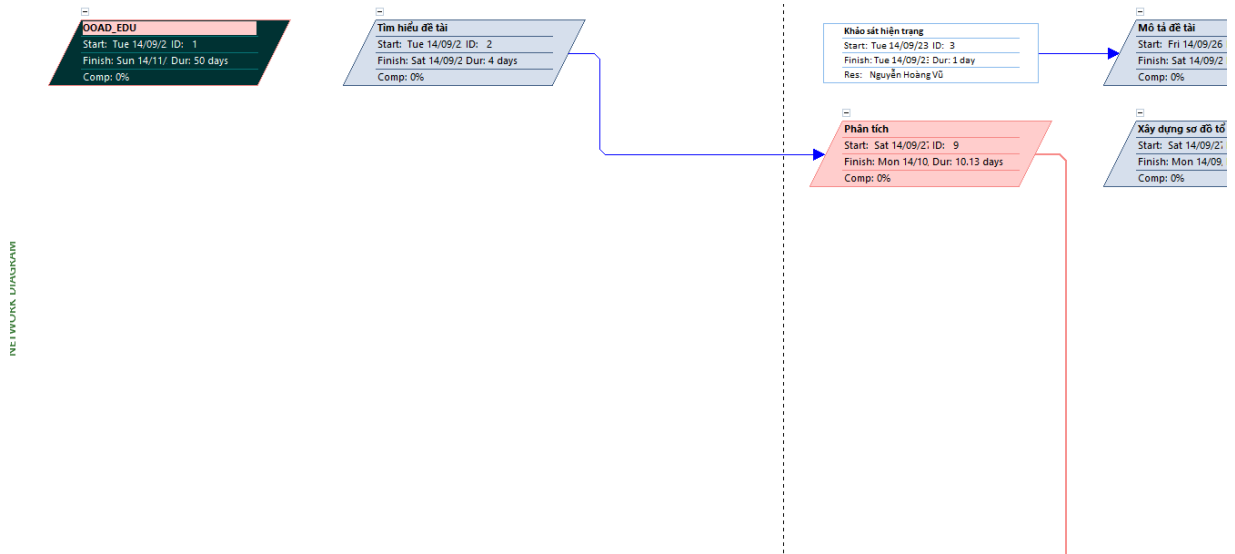 OOAD_EDU
Start: Tue 14/09/2 ID: 1
Finish: Sun 14/11/ Dur: 50 days
Comp: 0%
Tìm hiểu đề tài
Start: Tue 14/09/2 ID: 2
Finish: Sat 14/09/2 Dur: 4 days
Comp: 0%
Khảo sát hiện trạng
Start: Tue 14/09/23 ID: 3
Finish: Tue 14/09/23 Dur: 1 day
Res: Nguyễn Hoàng Vũ
Mô tả đề tài
Start: Fri 14/09/26
Finish: Sat 14/09/2
Comp: 0%
Phân tích
Start: Sat 14/09/27 ID: 9
Finish: Mon 14/10, Dur: 10.13 days
Comp: 0%
Xây dựng sơ đồ tổ
Start: Sat 14/09/27
Finish: Mon 14/09,
Comp: 0%
NETWORK DIAGRAM